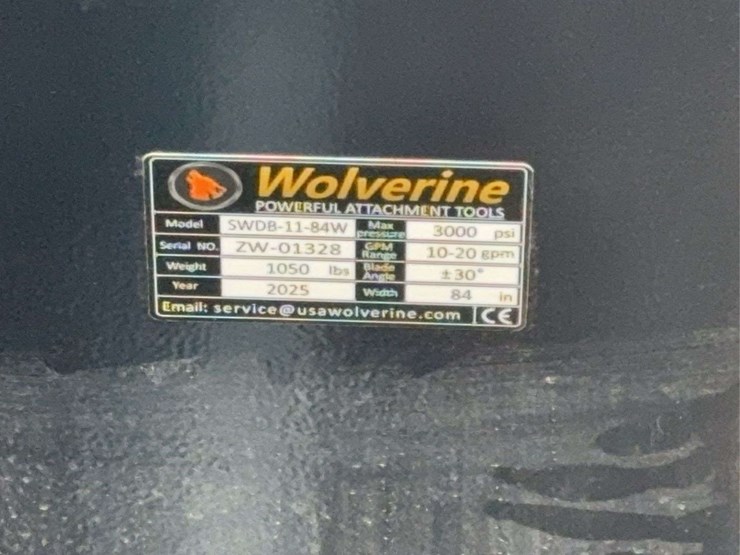 Wolverine
POWERFUL ATTACHMENT TOOLS
Model SWDB-11-84W Max pressure 3000 psi
Serial NO. ZW-01328 GPM Range 10-20 gpm
Weight 1050 lbs Blade Angle ±30°
Year 2025 Width 84 in
Email: service@usawolverine.com CE